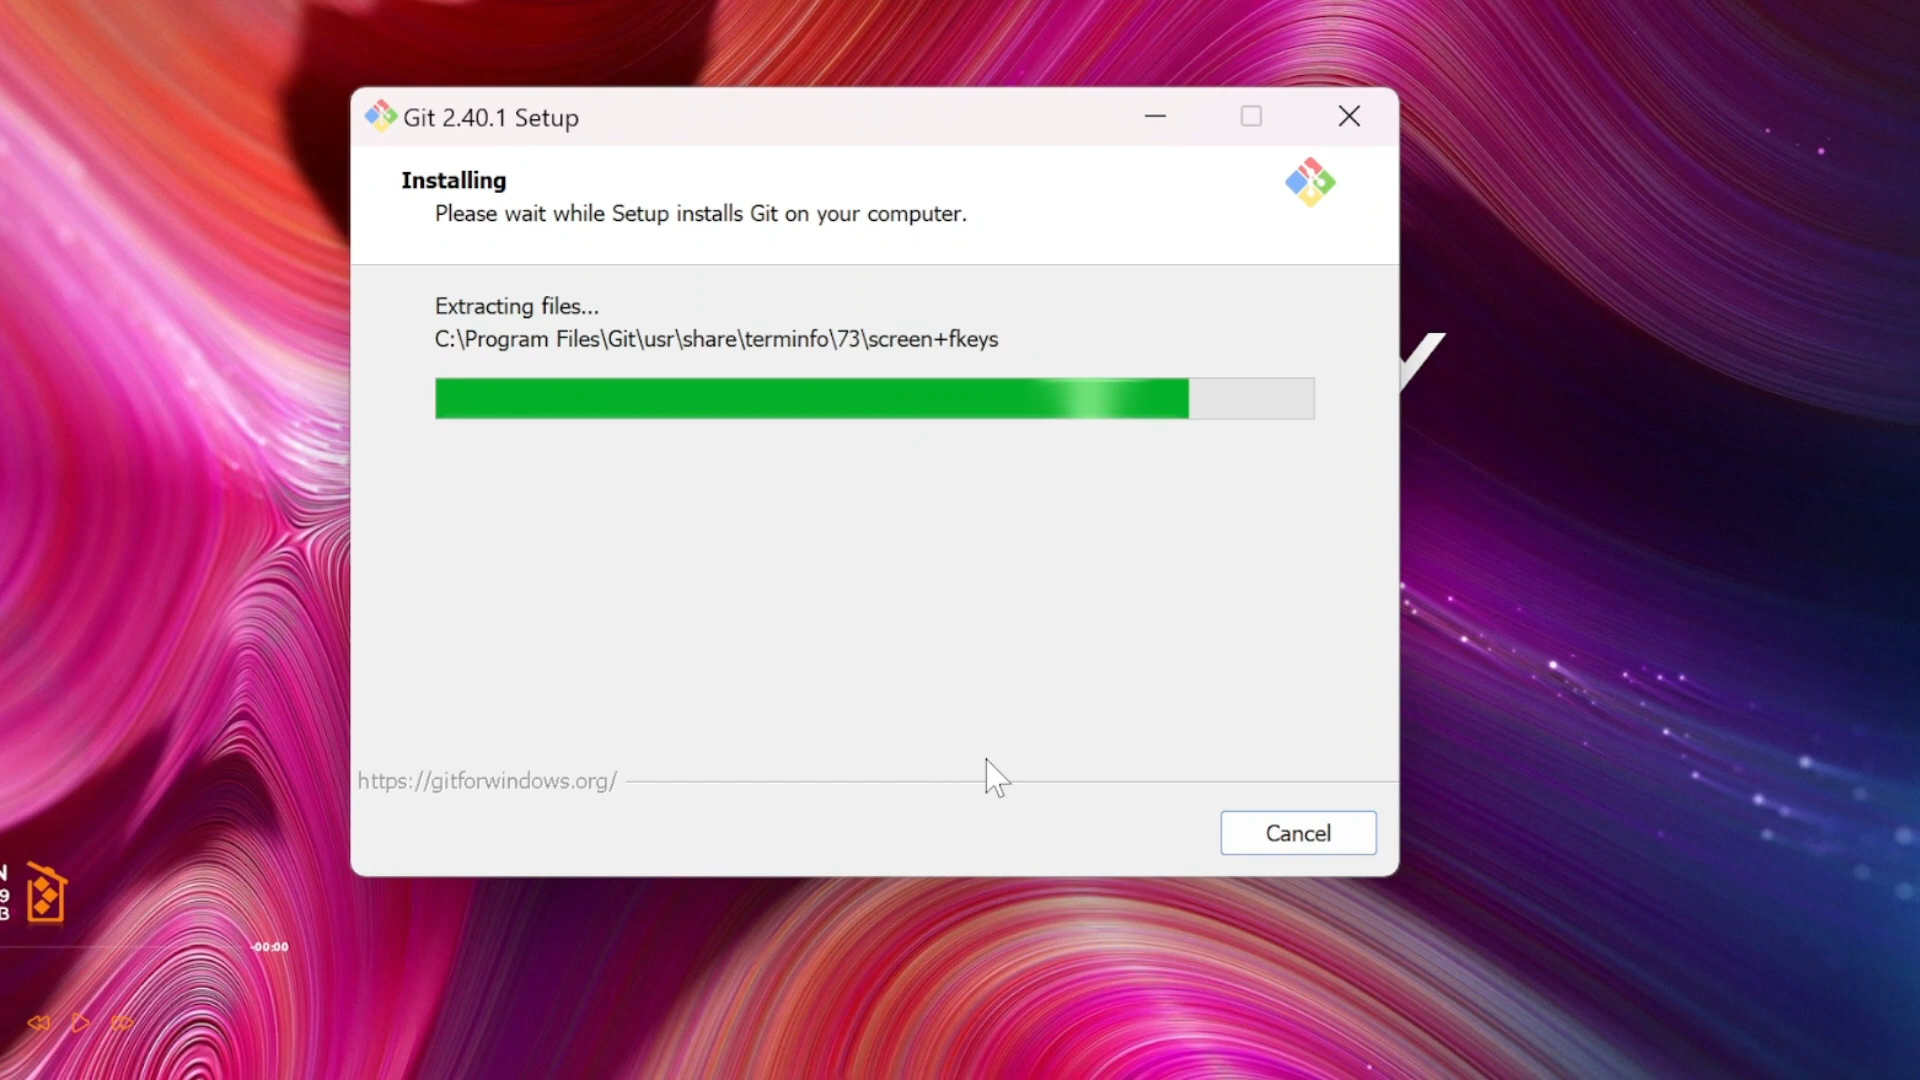 Git 2.40.1 Setup
Installing
Please wait while Setup installs Git on your computer.
Extracting files...
C:\Program Files\Git\usr\share\terminfo\73\screen+fkeys
https://gitforwindows.org/
Cancel
N
9
B
-00:00